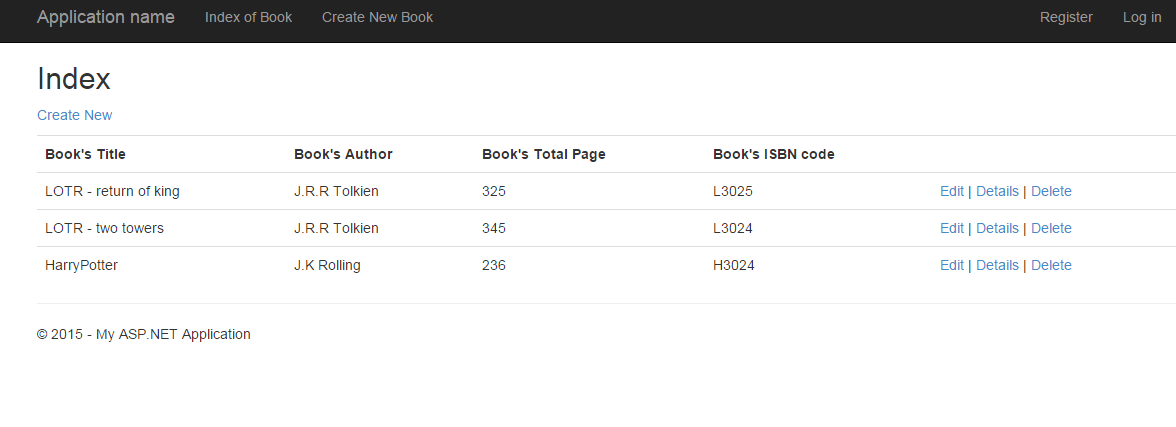 Application name Index of Book Create New Book Register Log in
Index
Create New
Book's Title Book's Author Book's Total Page Book's ISBN code
LOTR - return of king J.R.R Tolkien 325 L3025 Edit | Details | Delete
LOTR - two towers J.R.R Tolkien 345 L3024 Edit | Details | Delete
HarryPotter J.K Rolling 236 H3024 Edit | Details | Delete
© 2015 - My ASP.NET Application